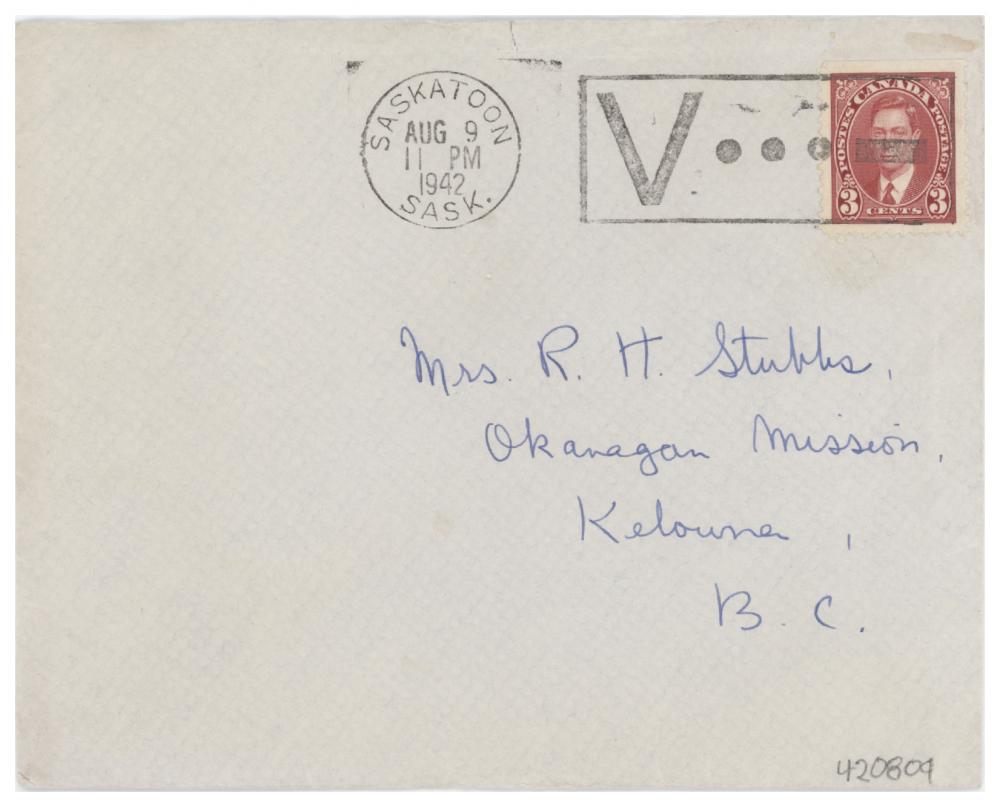 SASKATOON
AUG 9
11 PM
1942
SASK.
V...
POSTES CANADA POSTAGE
3 CENTS 3
Mrs. R. H. Stubbs,
Okanagan Mission,
Kelowna,
B. C.
420809